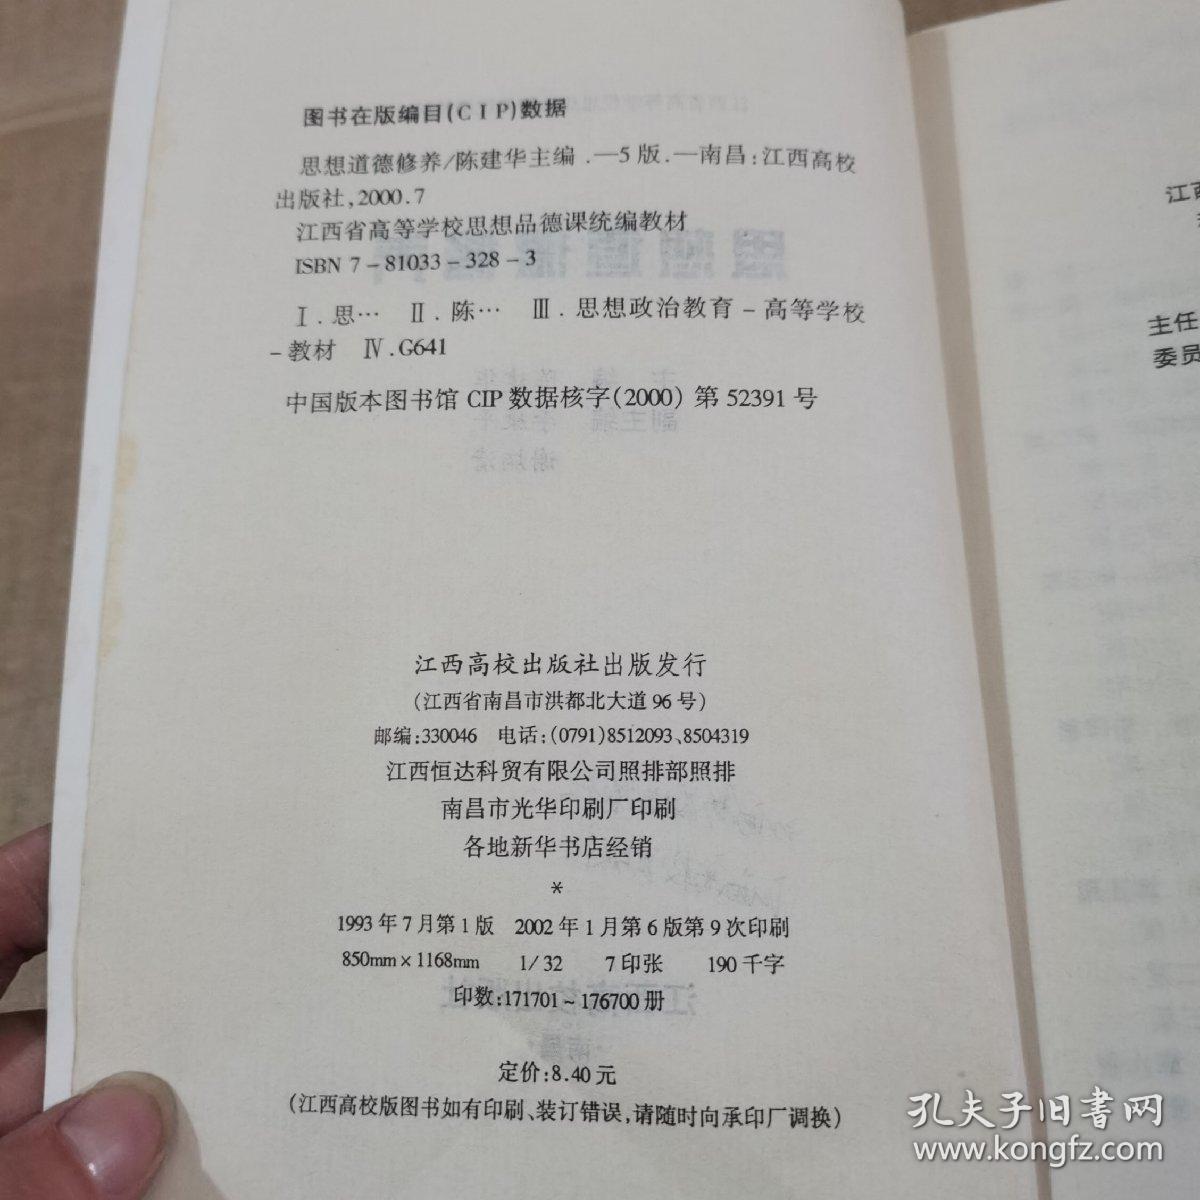 图书在版编目(CIP)数据
思想道德修养/陈建华主编.—5版.—南昌:江西高校
出版社,2000.7
江西省高等学校思想品德课统编教材
ISBN 7-81033-328-3
Ⅰ.思… Ⅱ.陈… Ⅲ.思想政治教育-高等学校
-教材 Ⅳ.G641
中国版本图书馆CIP数据核字(2000)第52391号
江西高校出版社出版发行
(江西省南昌市洪都北大道96号)
邮编:330046 电话:(0791)8512093、8504319
江西恒达科贸有限公司照排部照排
南昌市光华印刷厂印刷
各地新华书店经销
*
1993年7月第1版 2002年1月第6版第9次印刷
850mm×1168mm 1/32 7印张 190千字
印数:171701~176700册
定价:8.40元
(江西高校版图书如有印刷、装订错误,请随时向承印厂调换)
主任
委员
孔夫子旧书网
www.kongfz.com